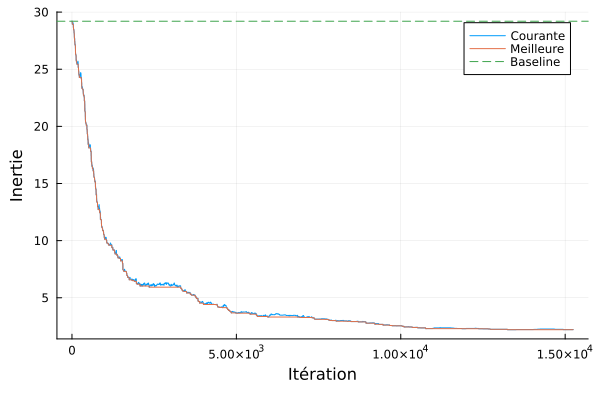 30
25
20
15
10
5
Inertie
Courante
Meilleure
Baseline
0
5.00×10³
1.00×10⁴
1.50×10⁴
Itération